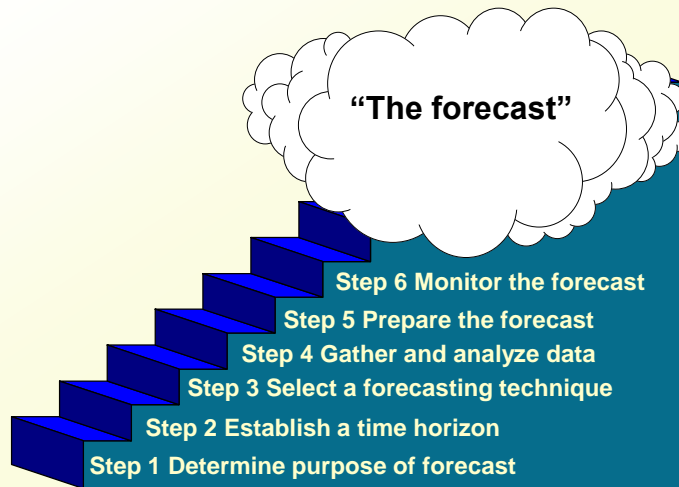 “The forecast”
Step 6 Monitor the forecast
Step 5 Prepare the forecast
Step 4 Gather and analyze data
Step 3 Select a forecasting technique
Step 2 Establish a time horizon
Step 1 Determine purpose of forecast